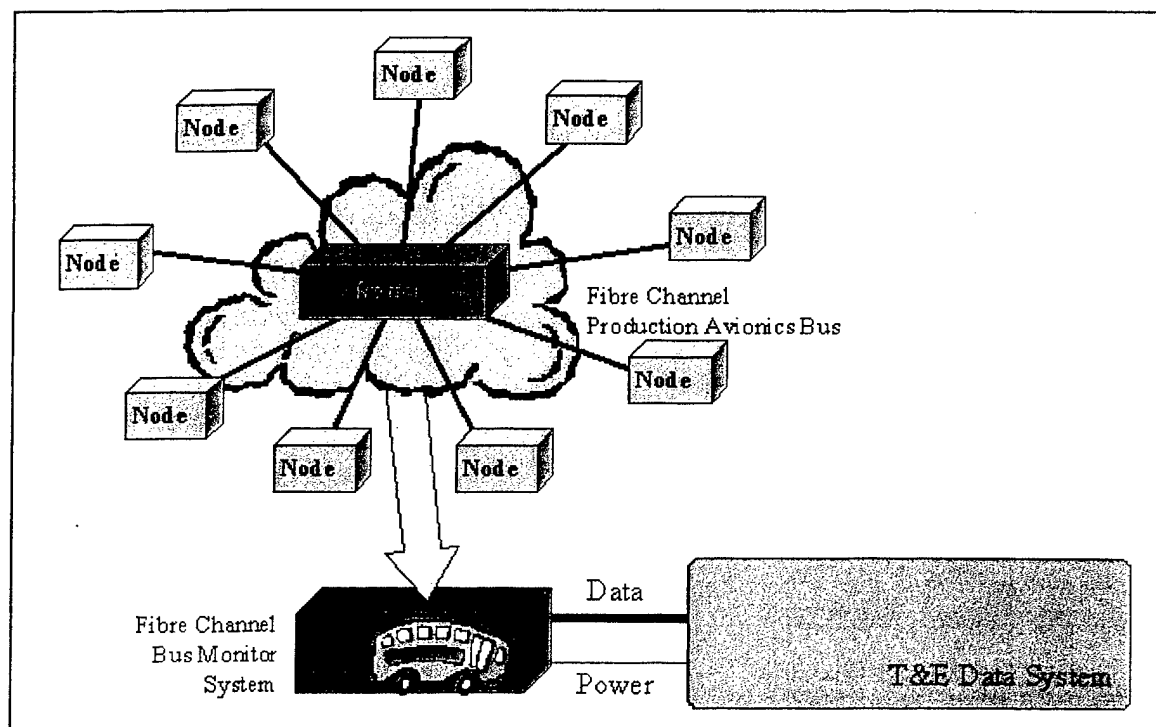 Node
Node
Node
Node
Node
Fibre Channel
Production Avionics Bus
Node
Node
Node
Node
Fibre Channel
Bus Monitor
System
Data
Power
T&E Data System